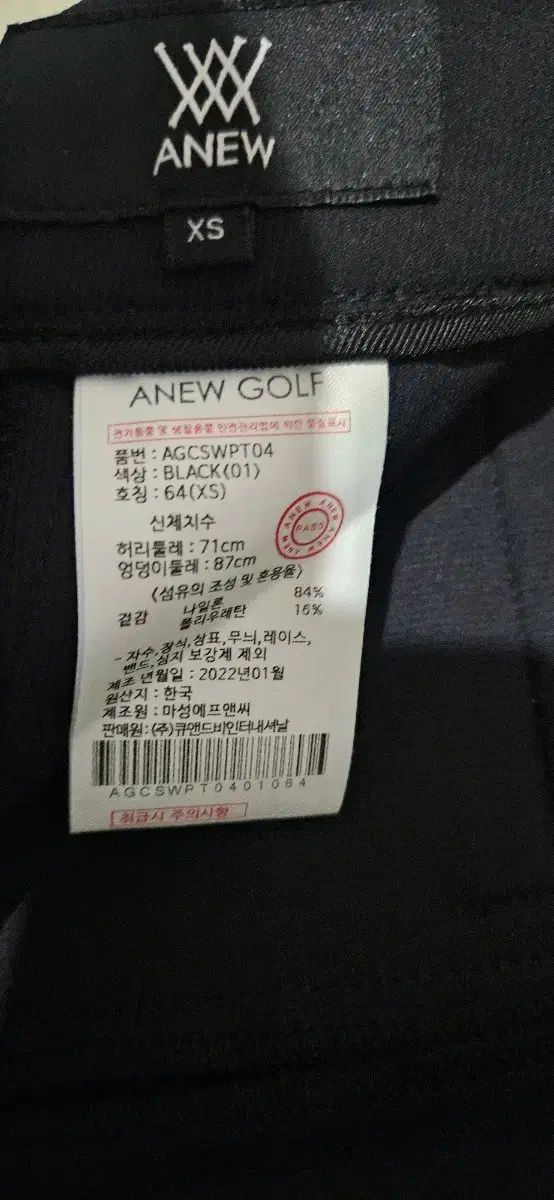 ANEW
XS
ANEW GOLF
전기용품 및 생활용품 안전관리법에 의한 품질표시
품번 : AGCSWPT04
색상 : BLACK(01)
호칭 : 64(XS)
신체치수
허리둘레 : 71cm
엉덩이둘레 : 87cm
ANEW ANEW ANEW ANEW
PASS
〈섬유의 조성 및 혼용율〉
겉감 나일론 84%
폴리우레탄 16%
- 자수,장식,상표,무늬,레이스,
밴드,심지 보강제 제외
제조 년월일 : 2022년01월
원산지 : 한국
제조원 : 마성에프앤씨
판매원 : (주)큐앤드비인터내셔날
AGCSWPT0401064
취급시 주의사항